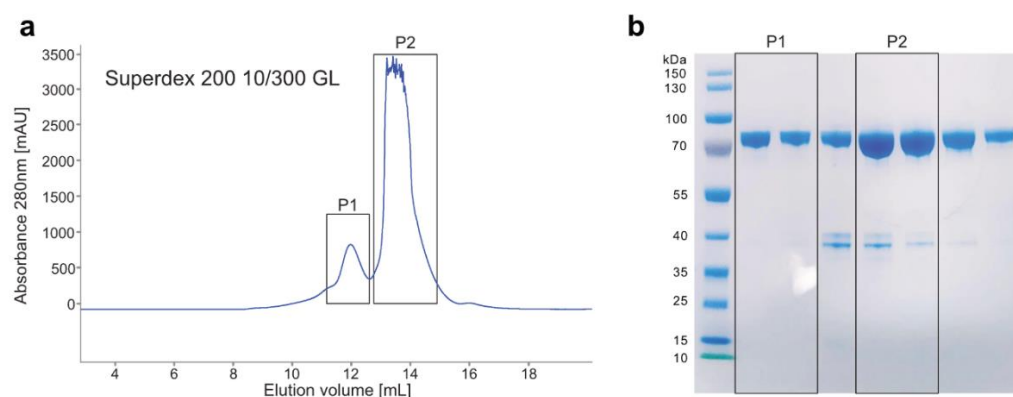 a
P2
3500
3000
2500
2000
1500
1000
500
0
Superdex 200 10/300 GL
P1
Absorbance 280nm [mAU]
4 6 8 10 12 14 16 18
Elution volume [mL]
b
P1 P2
kDa
150
130
100
70
55
40
35
25
15
10